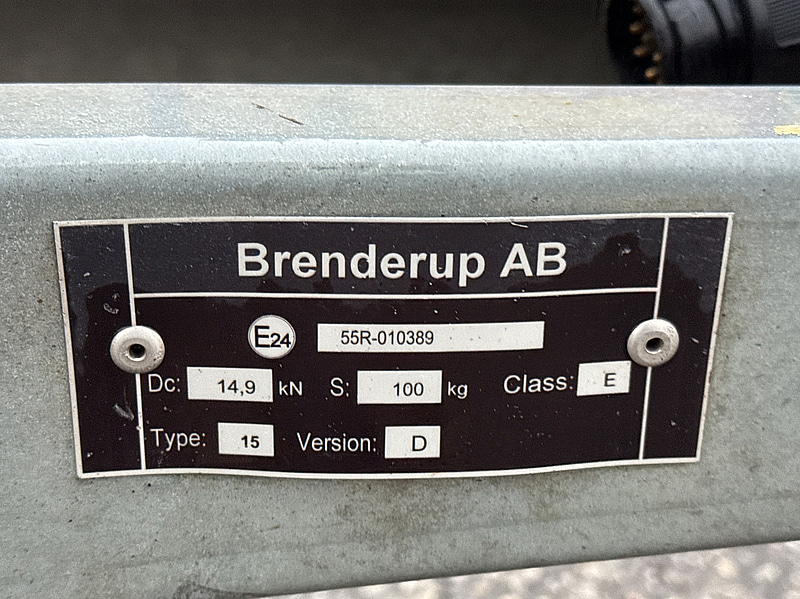 Brenderup AB
E24 55R-010389
Dc: 14,9 kN S: 100 kg Class: E
Type: 15 Version: D